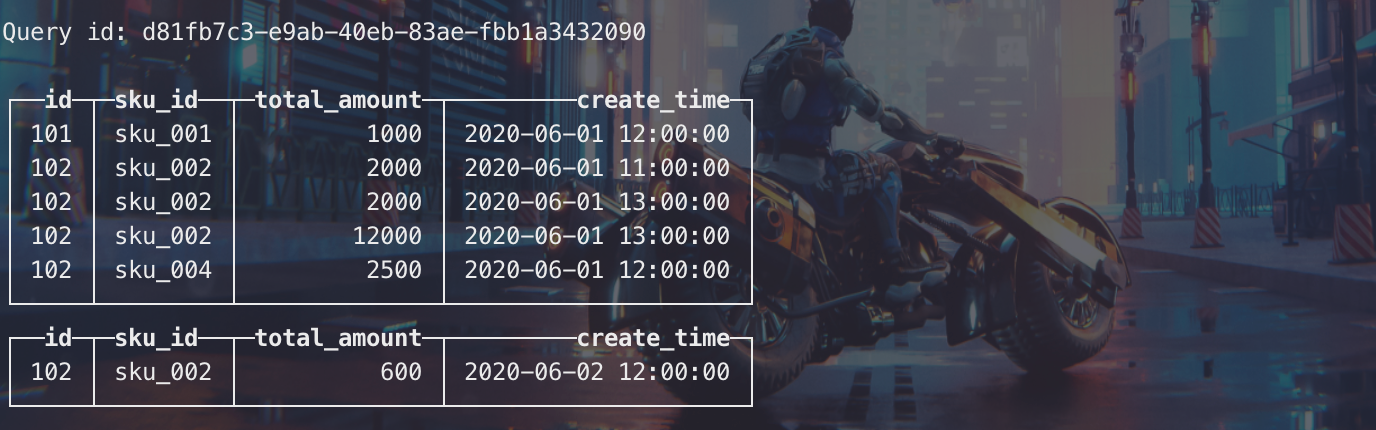 Query id: d81fb7c3-e9ab-40eb-83ae-fbb1a3432090
id sku_id total_amount create_time
101 sku_001 1000 2020-06-01 12:00:00
102 sku_002 2000 2020-06-01 11:00:00
102 sku_002 2000 2020-06-01 13:00:00
102 sku_002 12000 2020-06-01 13:00:00
102 sku_004 2500 2020-06-01 12:00:00
id sku_id total_amount create_time
102 sku_002 600 2020-06-02 12:00:00